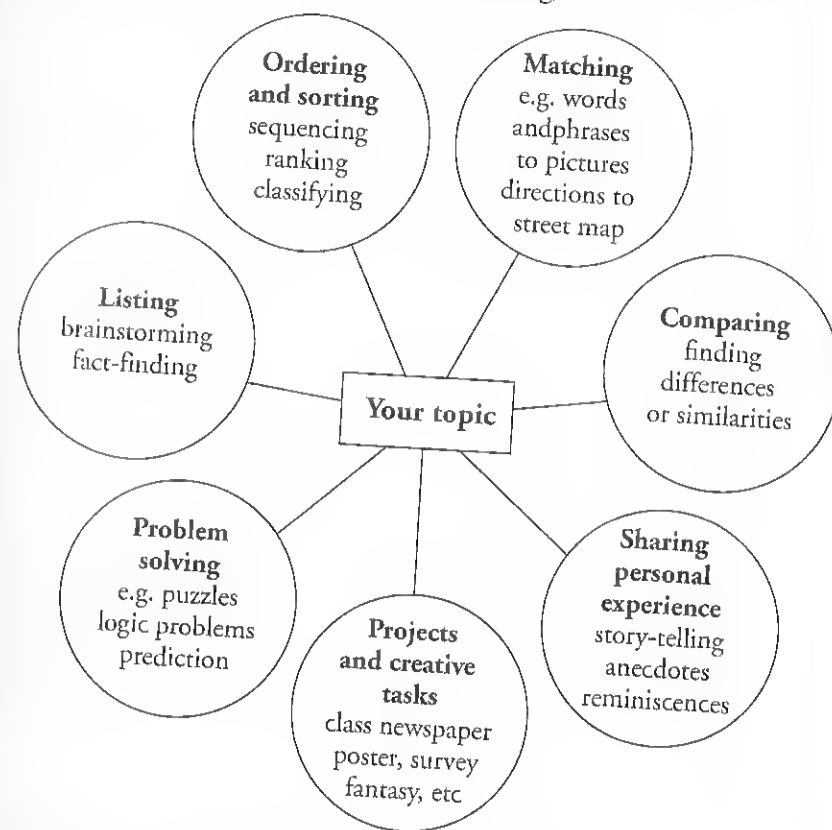 Ordering
and sorting
sequencing
ranking
classifying
Matching
e.g. words
andphrases
to pictures
directions to
street map
Listing
brainstorming
fact-finding
Comparing
finding
differences
or similarities
Your topic
Problem
solving
e.g. puzzles
logic problems
prediction
Sharing
personal
experience
story-telling
anecdotes
reminiscences
Projects
and creative
tasks
class newspaper
poster, survey
fantasy, etc